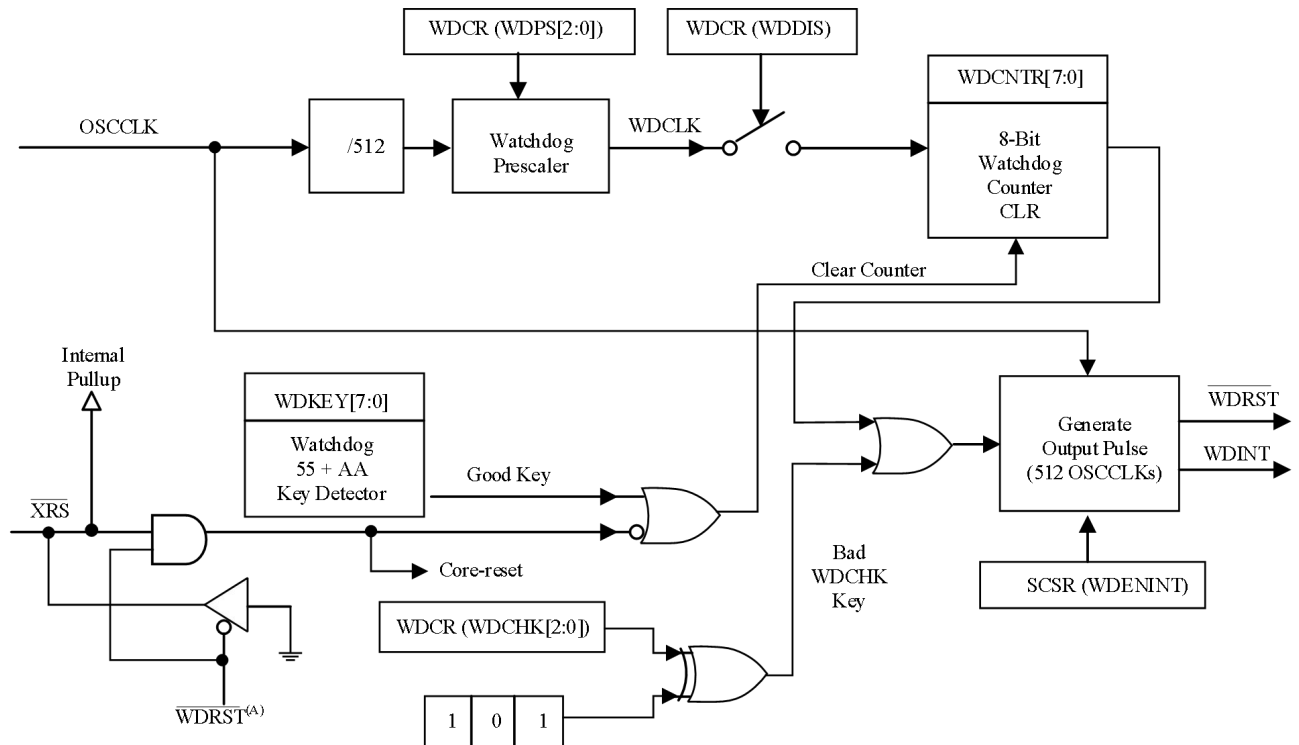 WDCR (WDPS[2:0])
WDCR (WDDIS)
WDCNTR[7:0]
OSCCLK
/512
Watchdog
Prescaler
WDCLK
8-Bit
Watchdog
Counter
CLR
Clear Counter
Internal
Pullup
WDKEY[7:0]
Watchdog
55 + AA
Key Detector
Good Key
Generate
Output Pulse
(512 OSCCLKs)
WDRST
WDINT
XRS
Core-reset
Bad
WDCHK
Key
SCSR (WDENINT)
WDCR (WDCHK[2:0])
WDRST(A)
1 0 1